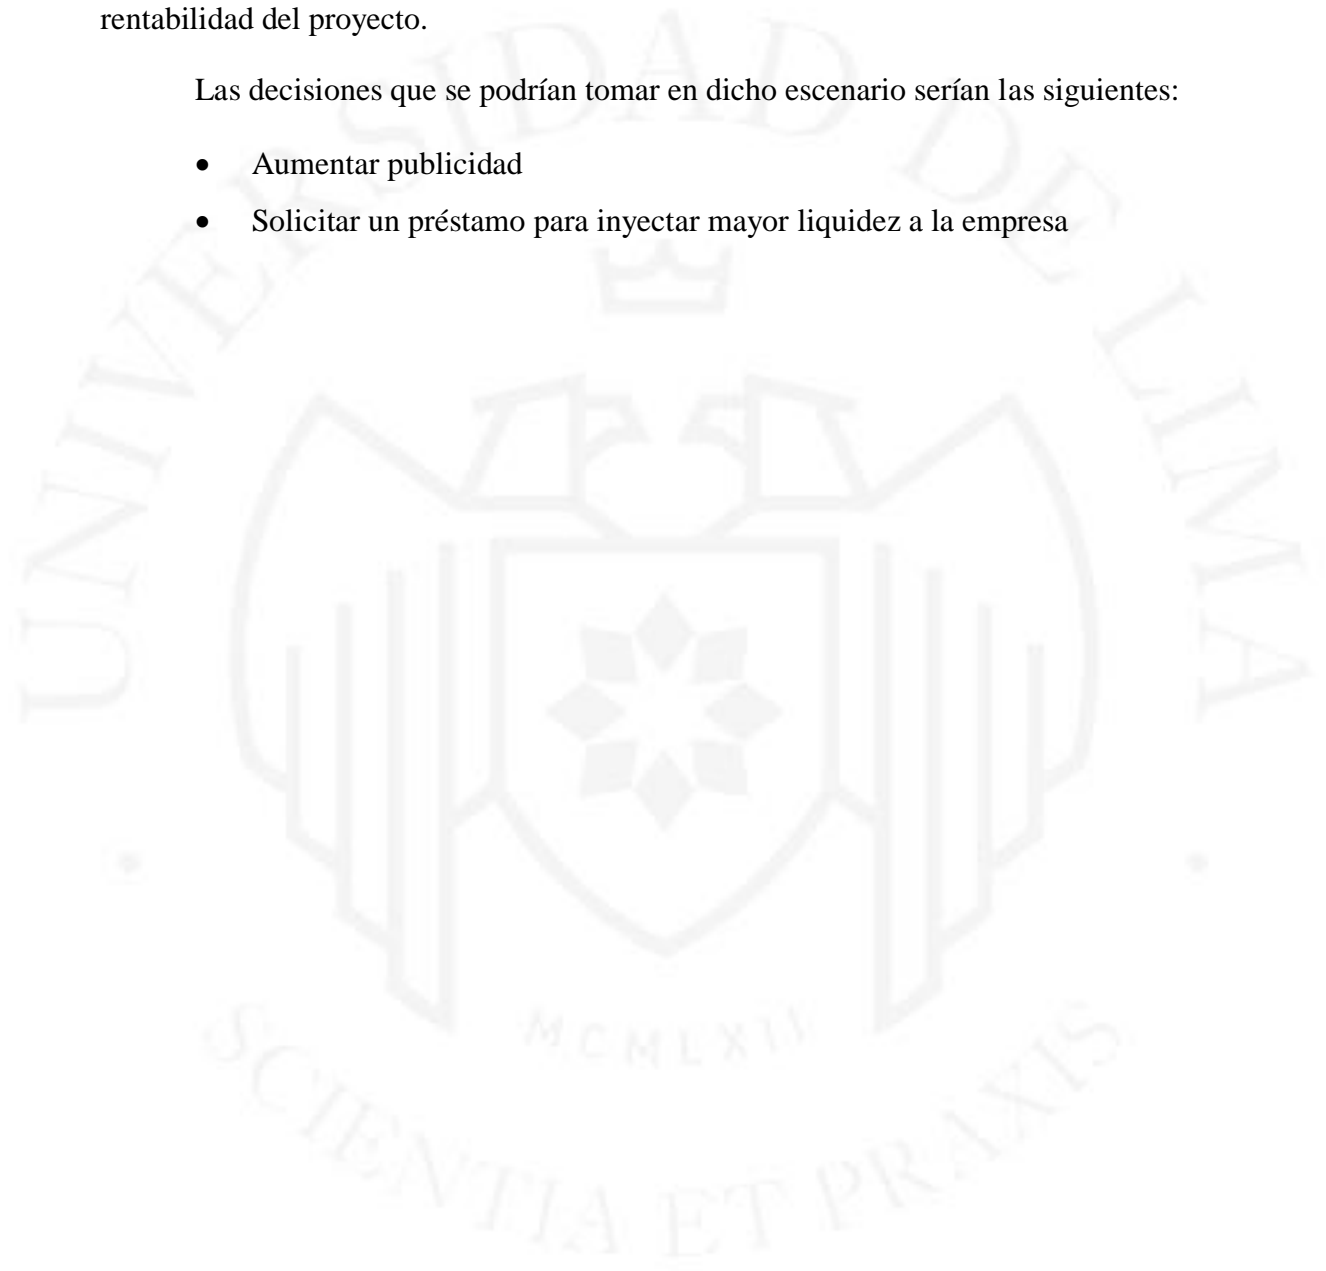 rentabilidad del proyecto.
Las decisiones que se podrían tomar en dicho escenario serían las siguientes:
• Aumentar publicidad
• Solicitar un préstamo para inyectar mayor liquidez a la empresa
UNIVERSIDAD DE LIMA
MCMLXII
SCIENTIA ET PRAXIS